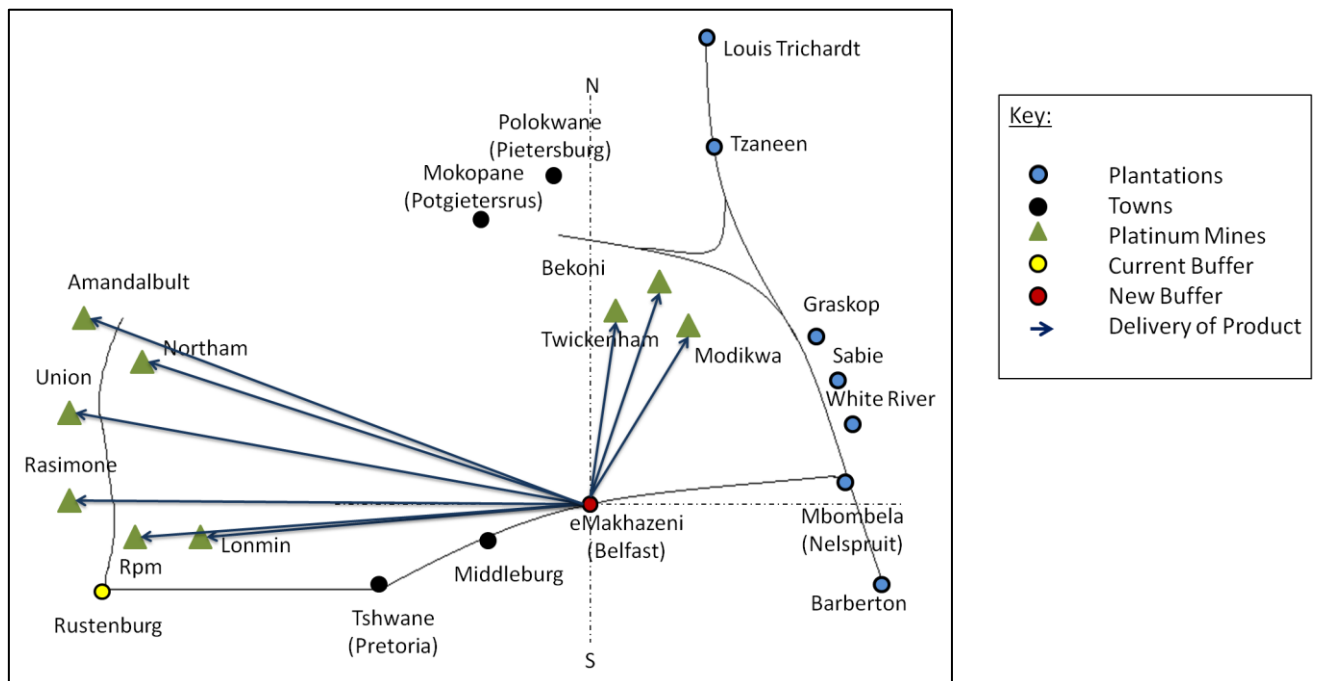 Louis Trichardt
N
Polokwane
(Pietersburg)
Tzaneen
Mokopane
(Potgietersrus)
Bekoni
Amandalbult
Graskop
Northam
Twickenham
Modikwa
Sabie
Union
White River
Rasimone
eMakhazeni
(Belfast)
Mbombela
(Nelspruit)
Lonmin
Rpm
Middleburg
Barberton
Rustenburg
Tshwane
(Pretoria)
S
Key:
Plantations
Towns
Platinum Mines
Current Buffer
New Buffer
Delivery of Product